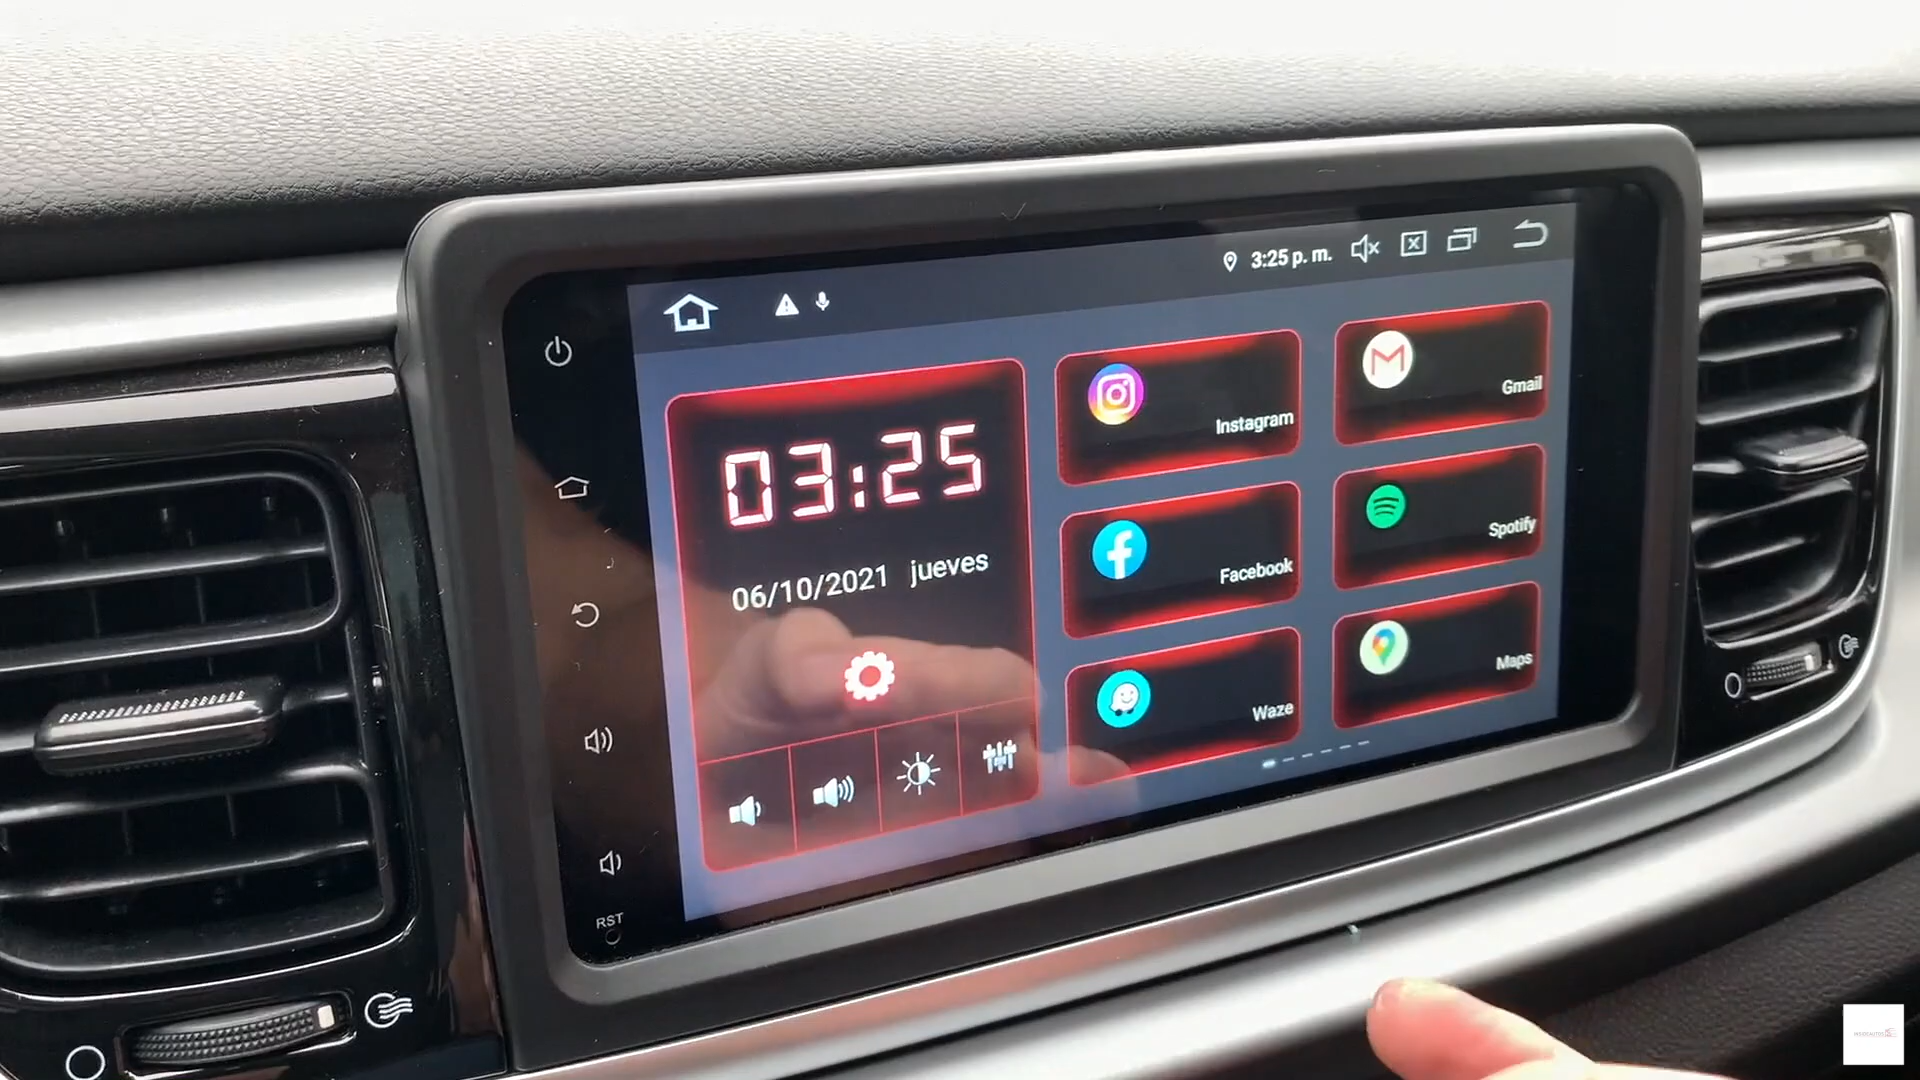 3:25 p. m.
03:25
06/10/2021 jueves
Instagram
Gmail
Facebook
Spotify
Waze
Maps
RST